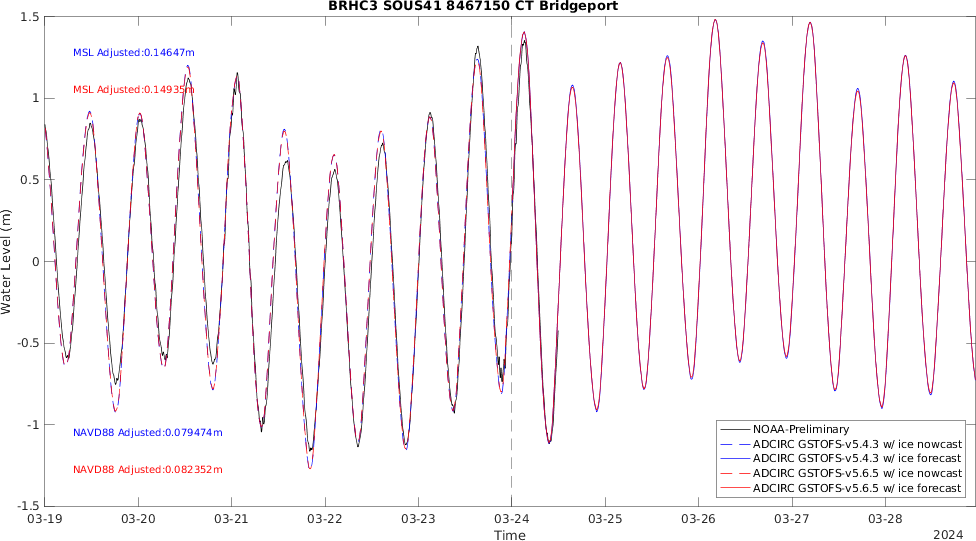 BRHC3 SOUS41 8467150 CT Bridgeport
1.5
1
0.5
0
-0.5
-1
-1.5
Water Level (m)
MSL Adjusted:0.14647m
MSL Adjusted:0.14935m
NAVD88 Adjusted:0.079474m
NAVD88 Adjusted:0.082352m
NOAA-Preliminary
ADCIRC GSTOFS-v5.4.3 w/ ice nowcast
ADCIRC GSTOFS-v5.4.3 w/ ice forecast
ADCIRC GSTOFS-v5.6.5 w/ ice nowcast
ADCIRC GSTOFS-v5.6.5 w/ ice forecast
03-19 03-20 03-21 03-22 03-23 03-24 03-25 03-26 03-27 03-28
Time
2024